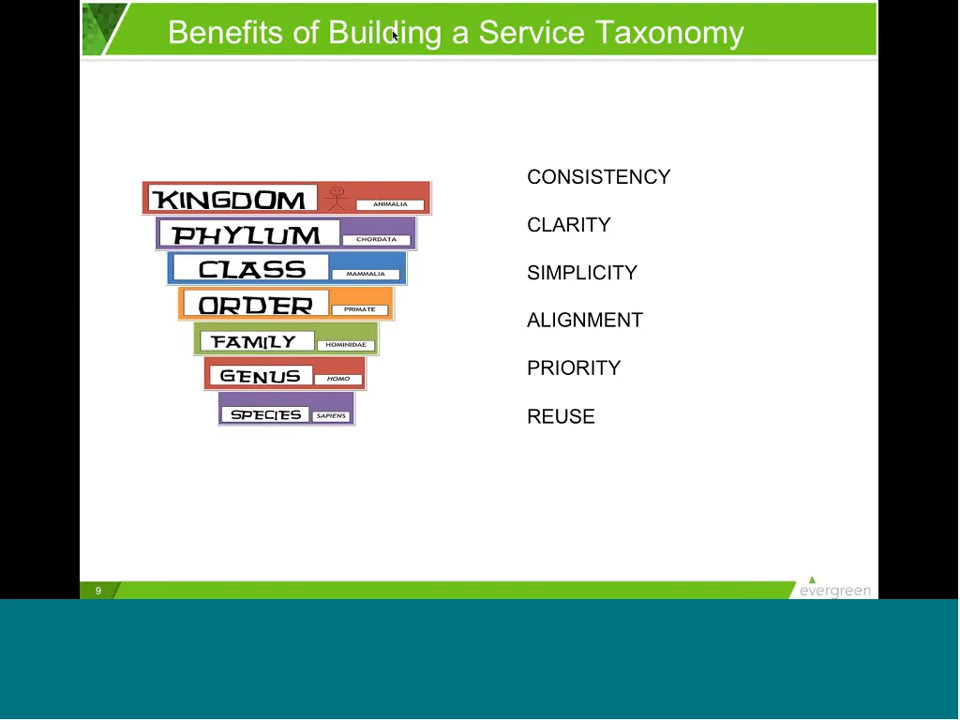 Benefits of Building a Service Taxonomy
KINGDOM ANIMALIA
PHYLUM CHORDATA
CLASS MAMMALIA
ORDER PRIMATE
FAMILY HOMINIDAE
GENUS HOMO
SPECIES SAPIENS
CONSISTENCY
CLARITY
SIMPLICITY
ALIGNMENT
PRIORITY
REUSE
9
evergreen